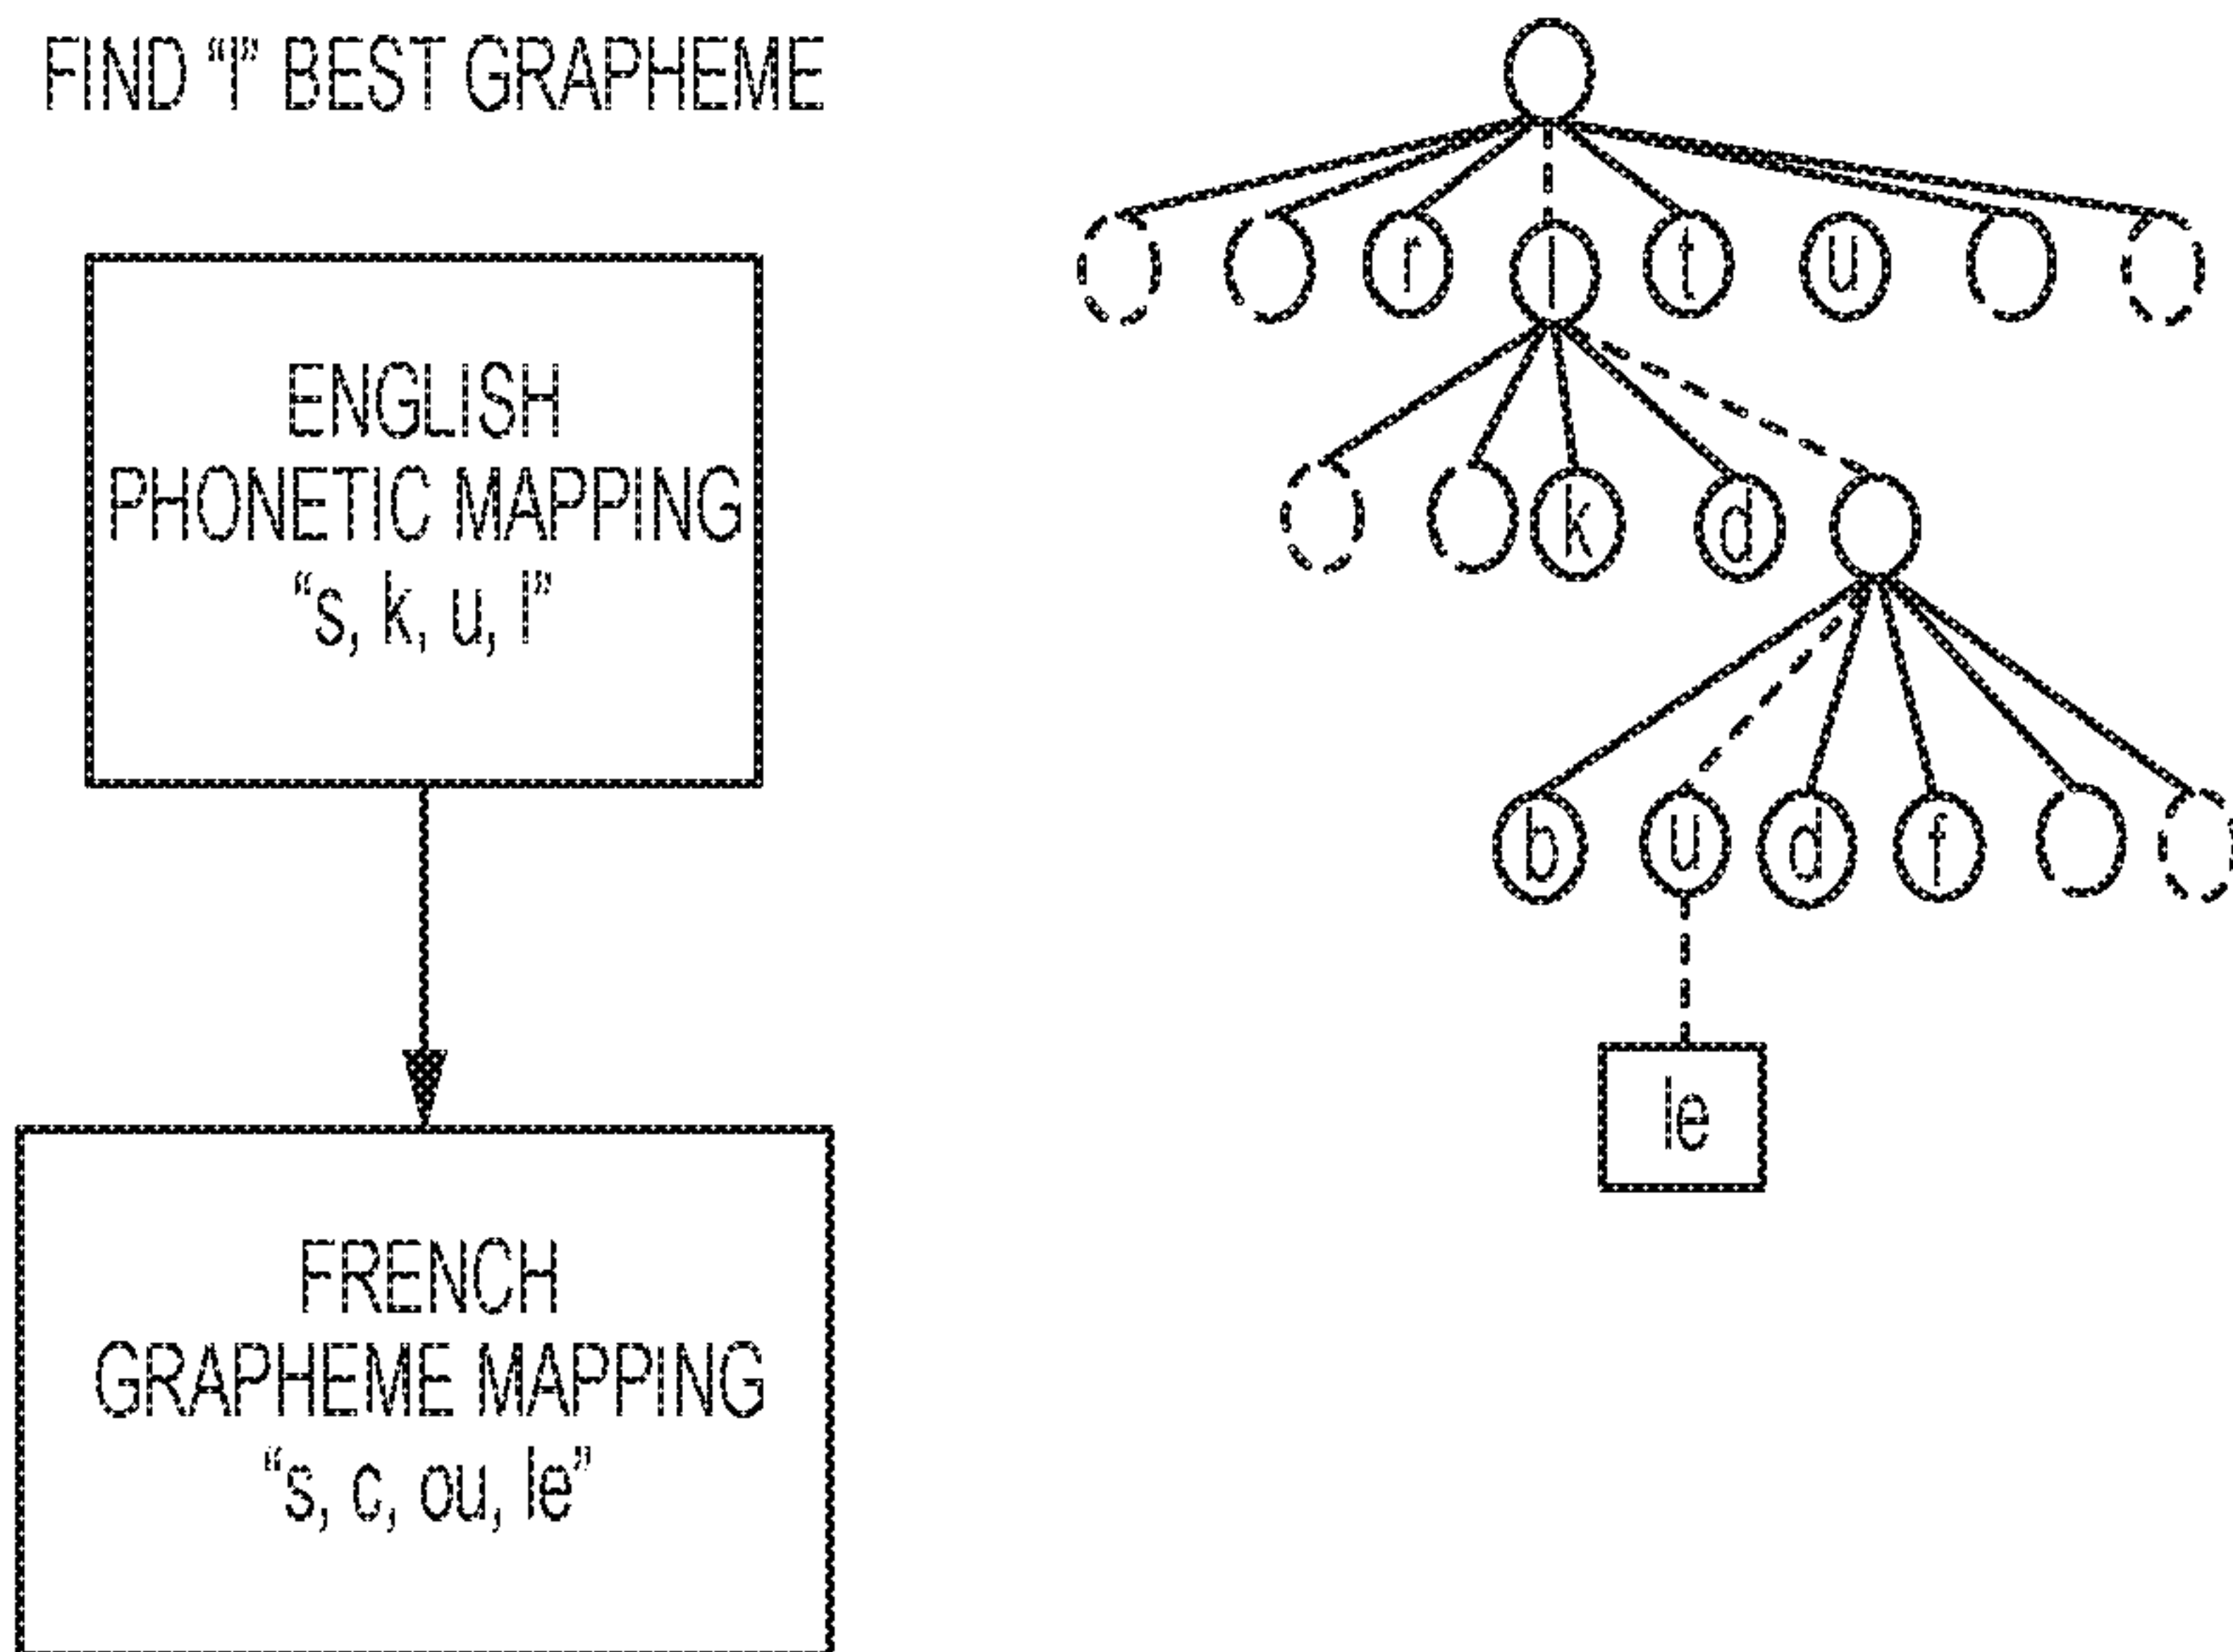 FIND “l” BEST GRAPHEME
ENGLISH
PHONETIC MAPPING
“s, k, u, l”
FRENCH
GRAPHEME MAPPING
“s, c, ou, le”
r l t u
k d
b u d f
le